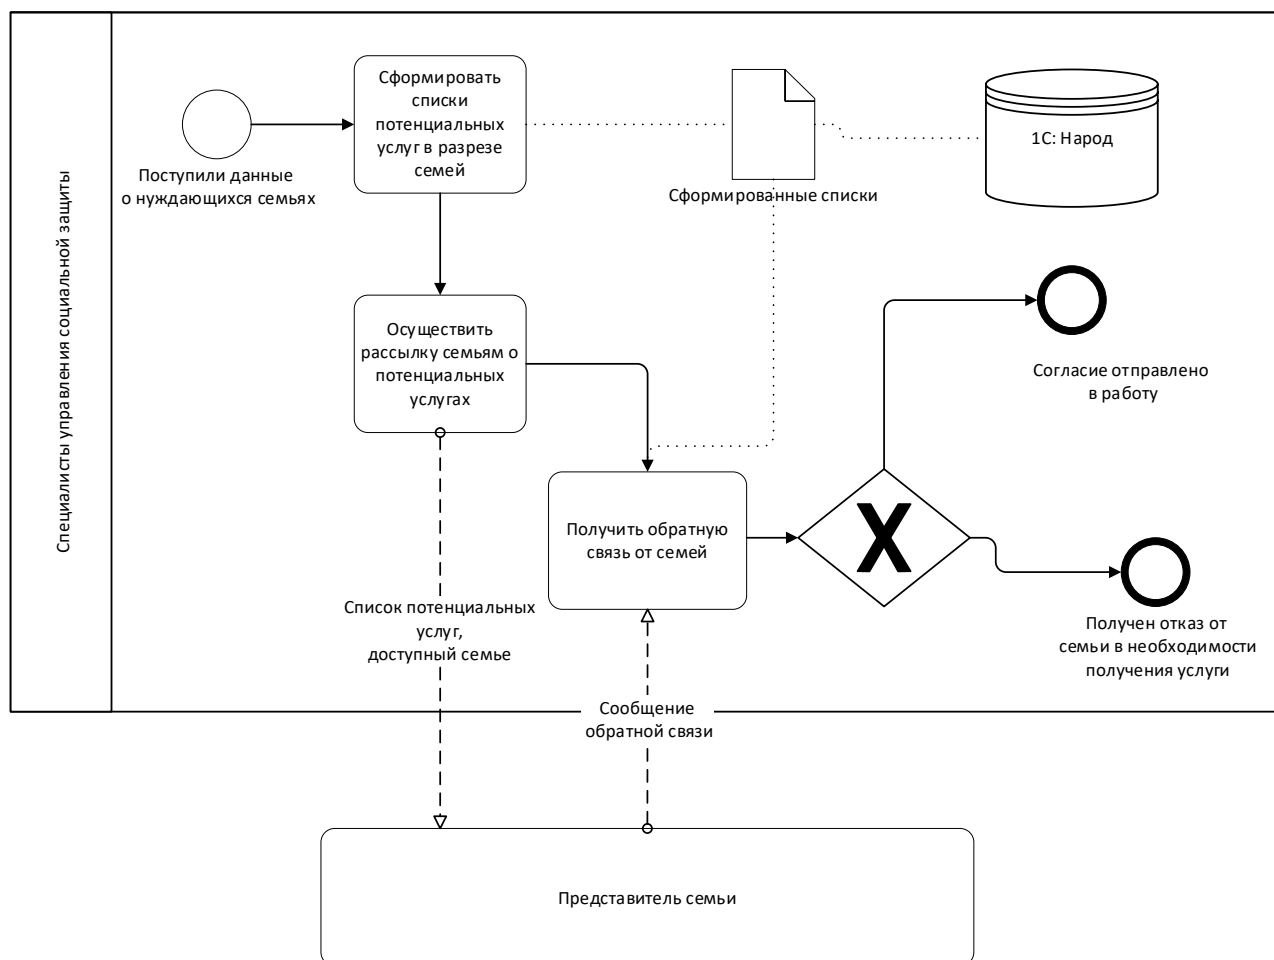 Специалисты управления социальной защиты
Поступили данные
о нуждающихся семьях
Сформировать
списки
потенциальных
услуг в разрезе
семей
Сформированные списки
1С: Народ
Осуществить
рассылку семьям о
потенциальных
услугах
Согласие отправлено
в работу
Получить обратную
связь от семей
X
Список потенциальных
услуг,
доступный семье
Получен отказ от
семьи в необходимости
получения услуги
Сообщение
обратной связи
Представитель семьи